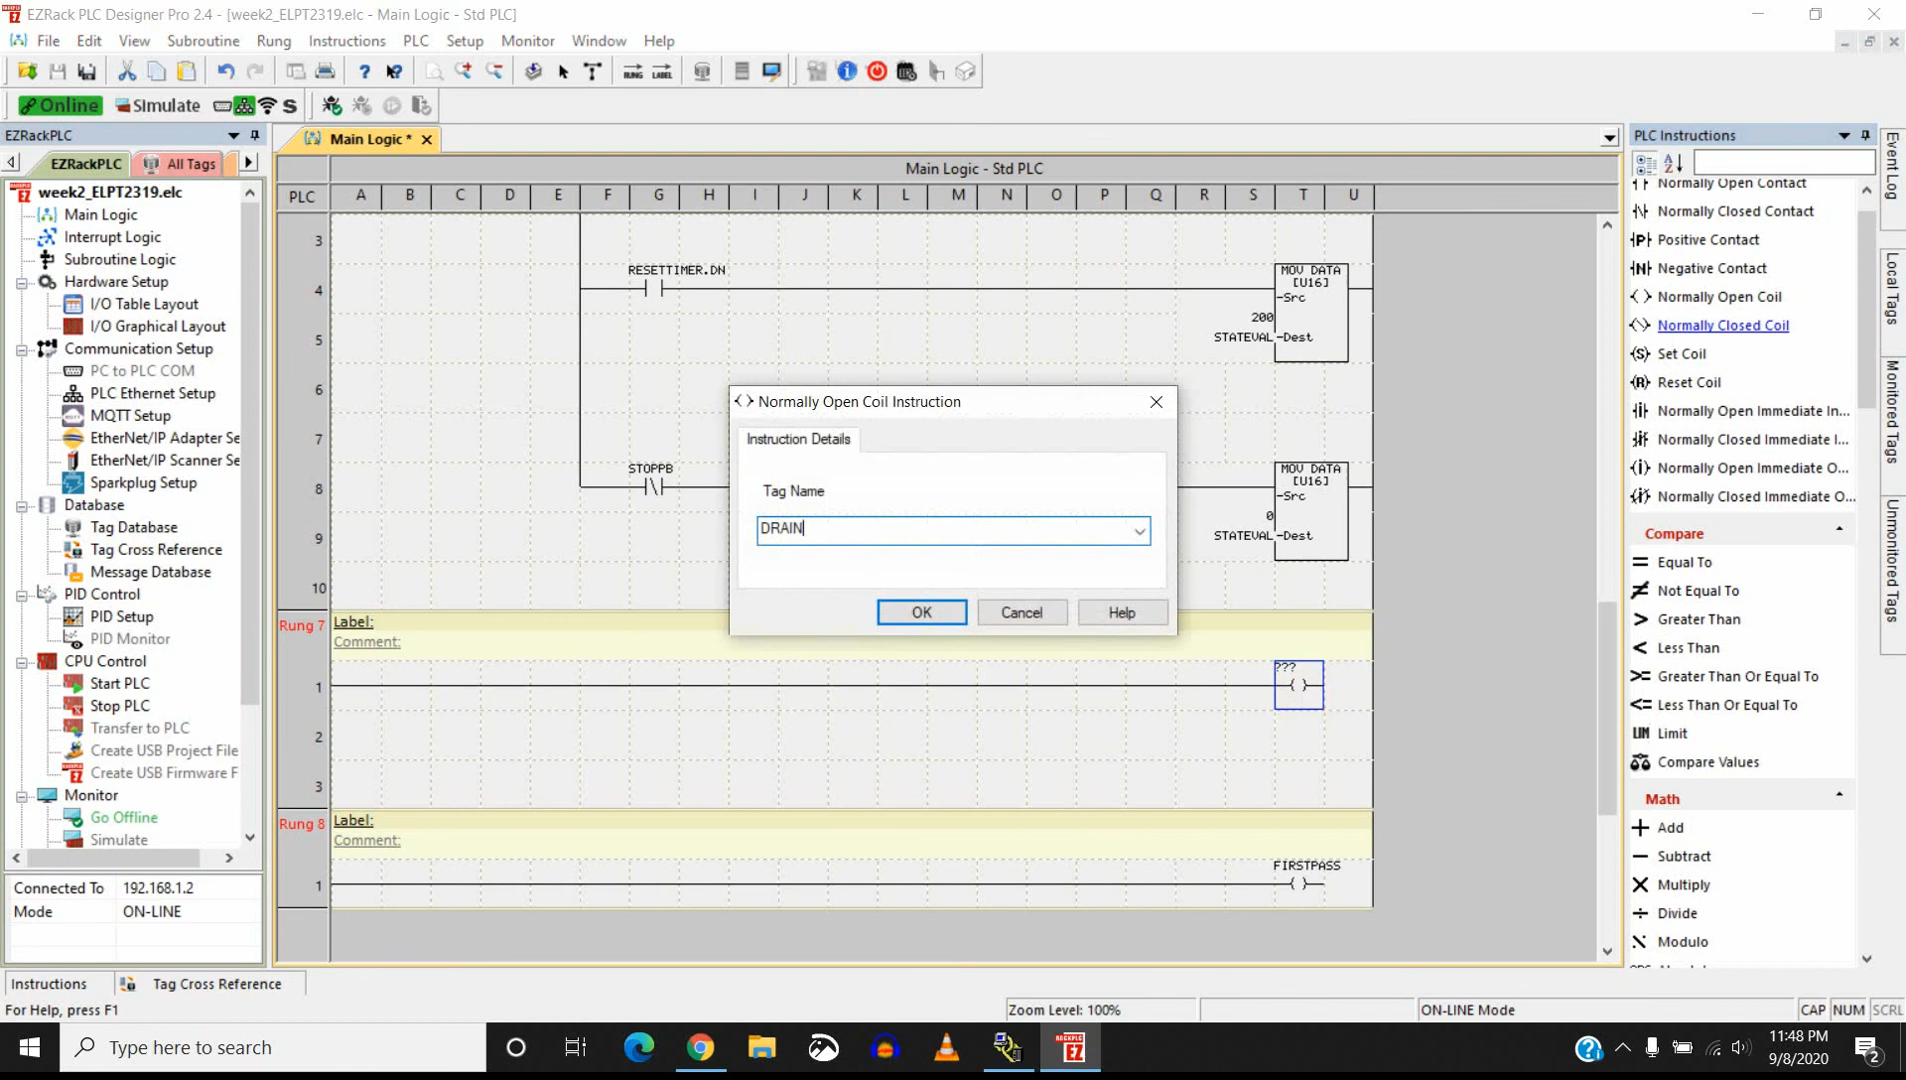 EZRack PLC Designer Pro 2.4 - [week2_ELPT2319.elc - Main Logic - Std PLC]
File Edit View Subroutine Rung Instructions PLC Setup Monitor Window Help
RUNG LABEL
Online Simulate S
EZRackPLC
EZRackPLC All Tags
week2_ELPT2319.elc
Main Logic
Interrupt Logic
Subroutine Logic
Hardware Setup
I/O Table Layout
I/O Graphical Layout
Communication Setup
PC to PLC COM
PLC Ethernet Setup
MQTT Setup
EtherNet/IP Adapter Se
EtherNet/IP Scanner Se
Sparkplug Setup
Database
Tag Database
Tag Cross Reference
Message Database
PID Control
PID Setup
PID Monitor
CPU Control
Start PLC
Stop PLC
Transfer to PLC
Create USB Project File
Create USB Firmware F
Monitor
Go Offline
Simulate
Connected To 192.168.1.2
Mode ON-LINE
Main Logic *
Main Logic - Std PLC
PLC A B C D E F G H I J K L M N O P Q R S T U
3
RESETTIMER.DN MOV DATA
[U16]
4
-Src
200
5 STATEVAL -Dest
6
7
STOPPB MOV DATA
[U16]
8
-Src
0
9 STATEVAL -Dest
10
Rung 7 Label:
Comment:
???
1
2
3
Rung 8 Label:
Comment:
FIRSTPASS
1
Normally Open Coil Instruction
Instruction Details
Tag Name
DRAIN
OK Cancel Help
PLC Instructions
Normally Open Contact
Normally Closed Contact
Positive Contact
Negative Contact
Normally Open Coil
Normally Closed Coil
Set Coil
Reset Coil
Normally Open Immediate In...
Normally Closed Immediate I...
Normally Open Immediate O...
Normally Closed Immediate O...
Compare
Equal To
Not Equal To
Greater Than
Less Than
Greater Than Or Equal To
Less Than Or Equal To
Limit
Compare Values
Math
Add
Subtract
Multiply
Divide
Modulo
Event Log
Local Tags
Monitored Tags
Unmonitored Tags
Instructions Tag Cross Reference
For Help, press F1 Zoom Level: 100% ON-LINE Mode CAP NUM SCRL
Type here to search
11:48 PM
9/8/2020
2